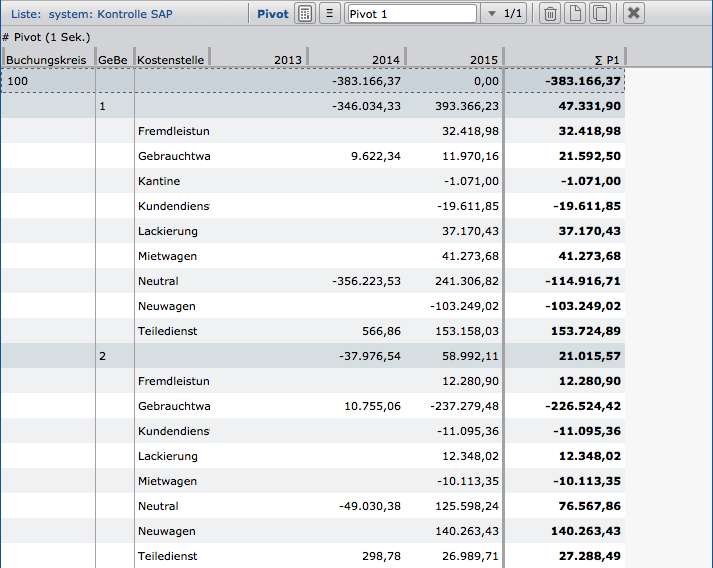 Liste: system: Kontrolle SAP Pivot Pivot 1 1/1
# Pivot (1 Sek.)
Buchungskreis GeBe Kostenstelle 2013 2014 2015 Σ P1
100 -383.166,37 0,00 -383.166,37
1 -346.034,33 393.366,23 47.331,90
Fremdleistun 32.418,98 32.418,98
Gebrauchtwa 9.622,34 11.970,16 21.592,50
Kantine -1.071,00 -1.071,00
Kundendiens -19.611,85 -19.611,85
Lackierung 37.170,43 37.170,43
Mietwagen 41.273,68 41.273,68
Neutral -356.223,53 241.306,82 -114.916,71
Neuwagen -103.249,02 -103.249,02
Teiledienst 566,86 153.158,03 153.724,89
2 -37.976,54 58.992,11 21.015,57
Fremdleistun 12.280,90 12.280,90
Gebrauchtwa 10.755,06 -237.279,48 -226.524,42
Kundendiens -11.095,36 -11.095,36
Lackierung 12.348,02 12.348,02
Mietwagen -10.113,35 -10.113,35
Neutral -49.030,38 125.598,24 76.567,86
Neuwagen 140.263,43 140.263,43
Teiledienst 298,78 26.989,71 27.288,49